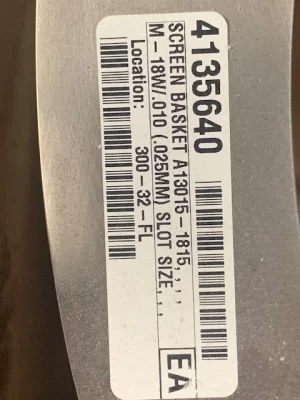 4135640
SCREEN BASKET A13015-1815, , ,
M-18W/.010 (.025MM) SLOT SIZE, , ,
Location: 300-32-FL
EA